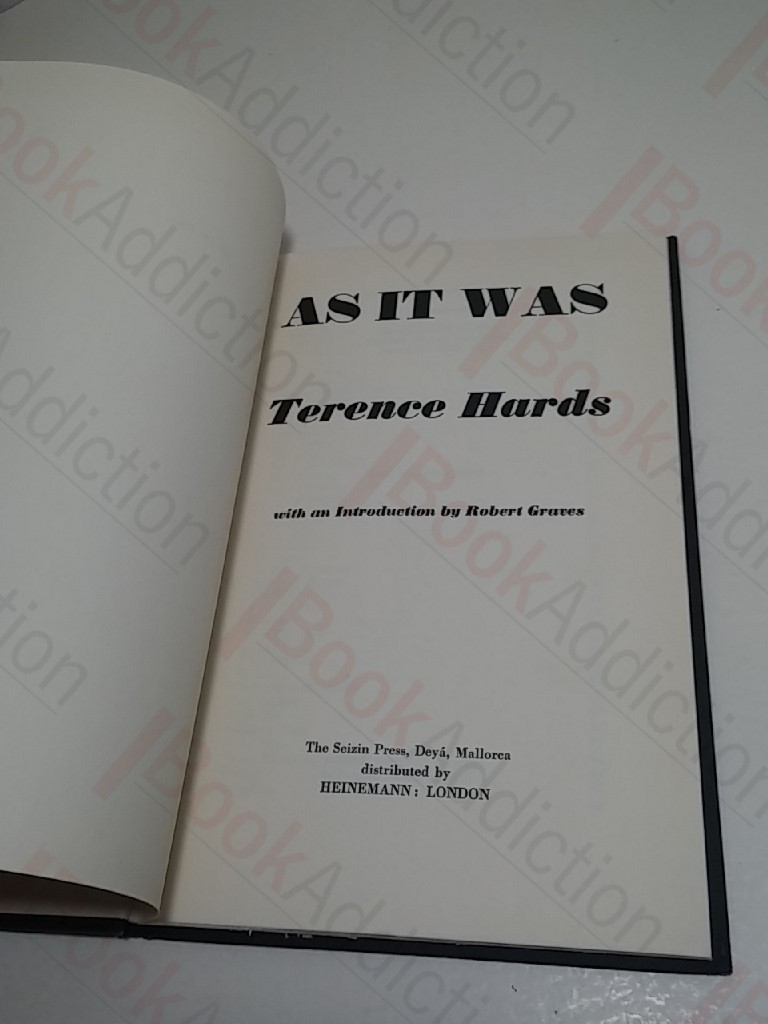 AS IT WAS
Terence Hards
with an Introduction by Robert Graves
The Seizin Press, Deyá, Mallorca
distributed by
HEINEMANN: LONDON
BookAddiction